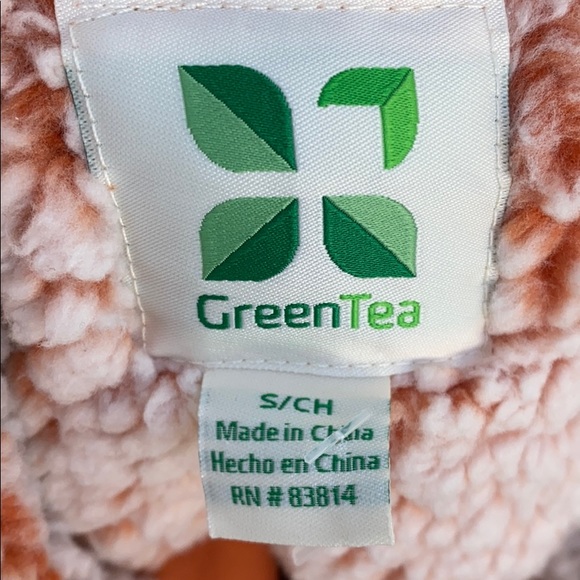 GreenTea
S/CH
Made in China
Hecho en China
RN # 83814